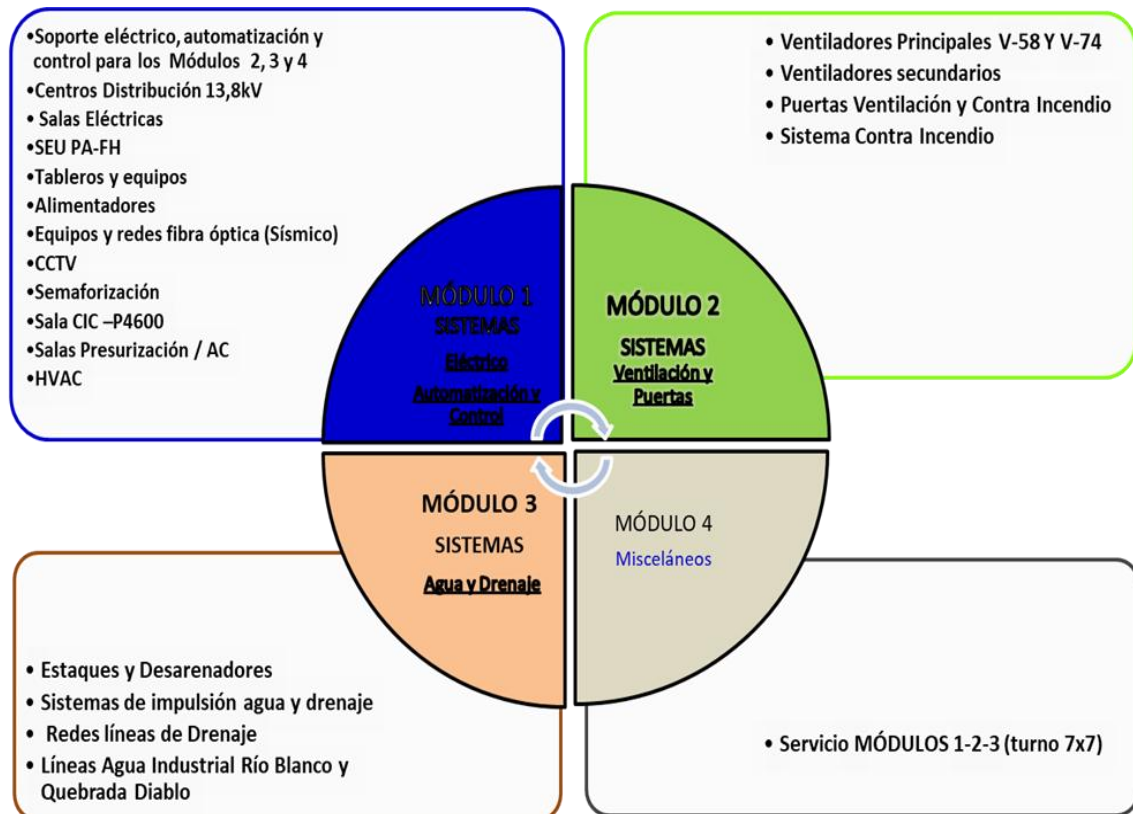 •Soporte eléctrico, automatización y
control para los Módulos 2, 3 y 4
•Centros Distribución 13,8kV
• Salas Eléctricas
•SEU PA-FH
•Tableros y equipos
•Alimentadores
•Equipos y redes fibra óptica (Sísmico)
•CCTV
•Semaforización
•Sala CIC –P4600
•Salas Presurización / AC
•HVAC
• Ventiladores Principales V-58 Y V-74
• Ventiladores secundarios
• Puertas Ventilación y Contra Incendio
• Sistema Contra Incendio
MÓDULO 1
SISTEMAS
Eléctrico
Automatización y
Control
MÓDULO 2
SISTEMAS
Ventilación y
Puertas
MÓDULO 3
SISTEMAS
Agua y Drenaje
MÓDULO 4
Misceláneos
• Estaques y Desarenadores
• Sistemas de impulsión agua y drenaje
• Redes líneas de Drenaje
• Líneas Agua Industrial Río Blanco y
Quebrada Diablo
• Servicio MÓDULOS 1-2-3 (turno 7x7)